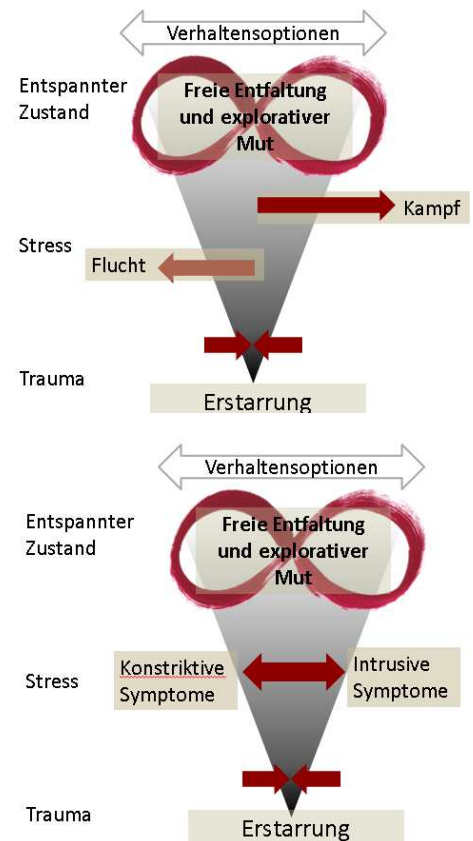 Verhaltensoptionen
Entspannter
Zustand
Freie Entfaltung
und explorativer
Mut
Kampf
Stress
Flucht
Trauma
Erstarrung
Verhaltensoptionen
Entspannter
Zustand
Freie Entfaltung
und explorativer
Mut
Stress
Konstriktive
Symptome
Intrusive
Symptome
Trauma
Erstarrung